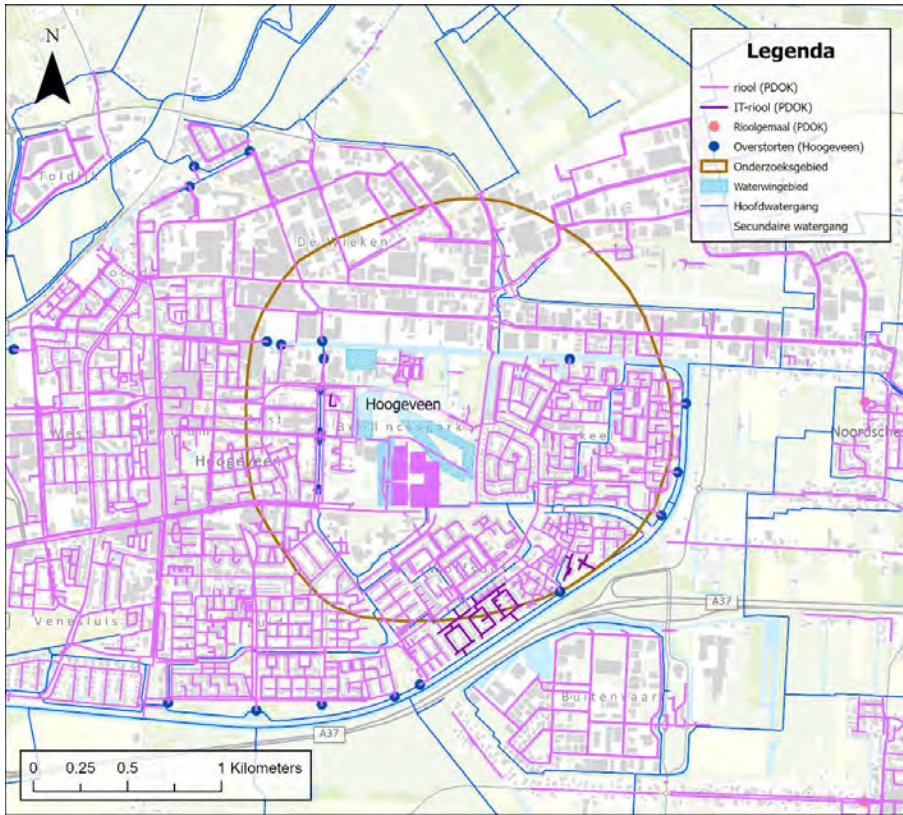 N
Legenda
riool (PDOK)
IT-riool (PDOK)
Rioolgemaal (PDOK)
Overstorten (Hoogeveen)
Onderzoeksgebied
Waterwingebied
Hoofdwatergang
Secundaire watergang
De Wieken
Hoogeveen
Hoogeveen
Noordsche
Venesluis
Buitenvaart
A37
A37
0 0.25 0.5 1 Kilometers